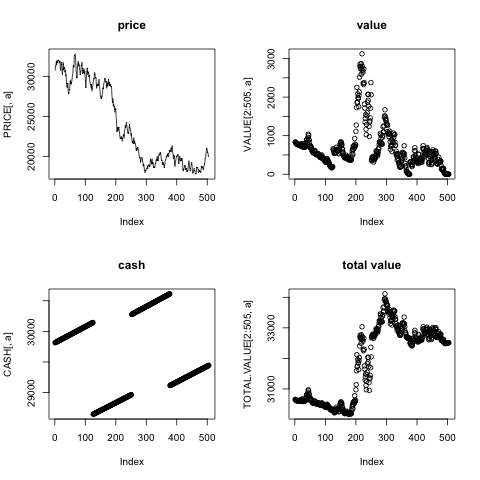 price
PRICE[, a]
20000 25000 30000
0 100 200 300 400 500
Index
value
VALUE[2:505, a]
0 1000 2000 3000
0 100 200 300 400 500
Index
cash
CASH[, a]
29000 30000
0 100 200 300 400 500
Index
total value
TOTAL.VALUE[2:505, a]
31000 33000
0 100 200 300 400 500
Index